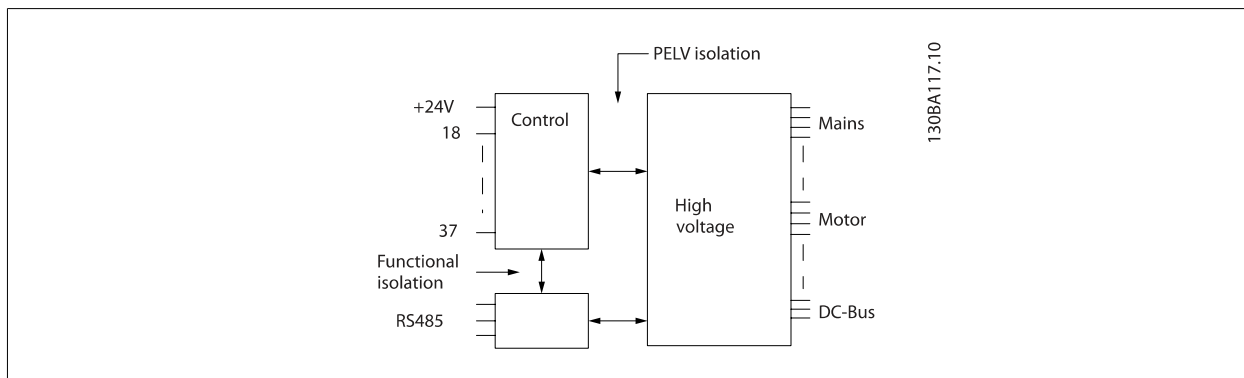 PELV isolation
130BA117.10
+24V
Control
Mains
18
High
voltage
Motor
37
Functional
isolation
RS485
DC-Bus